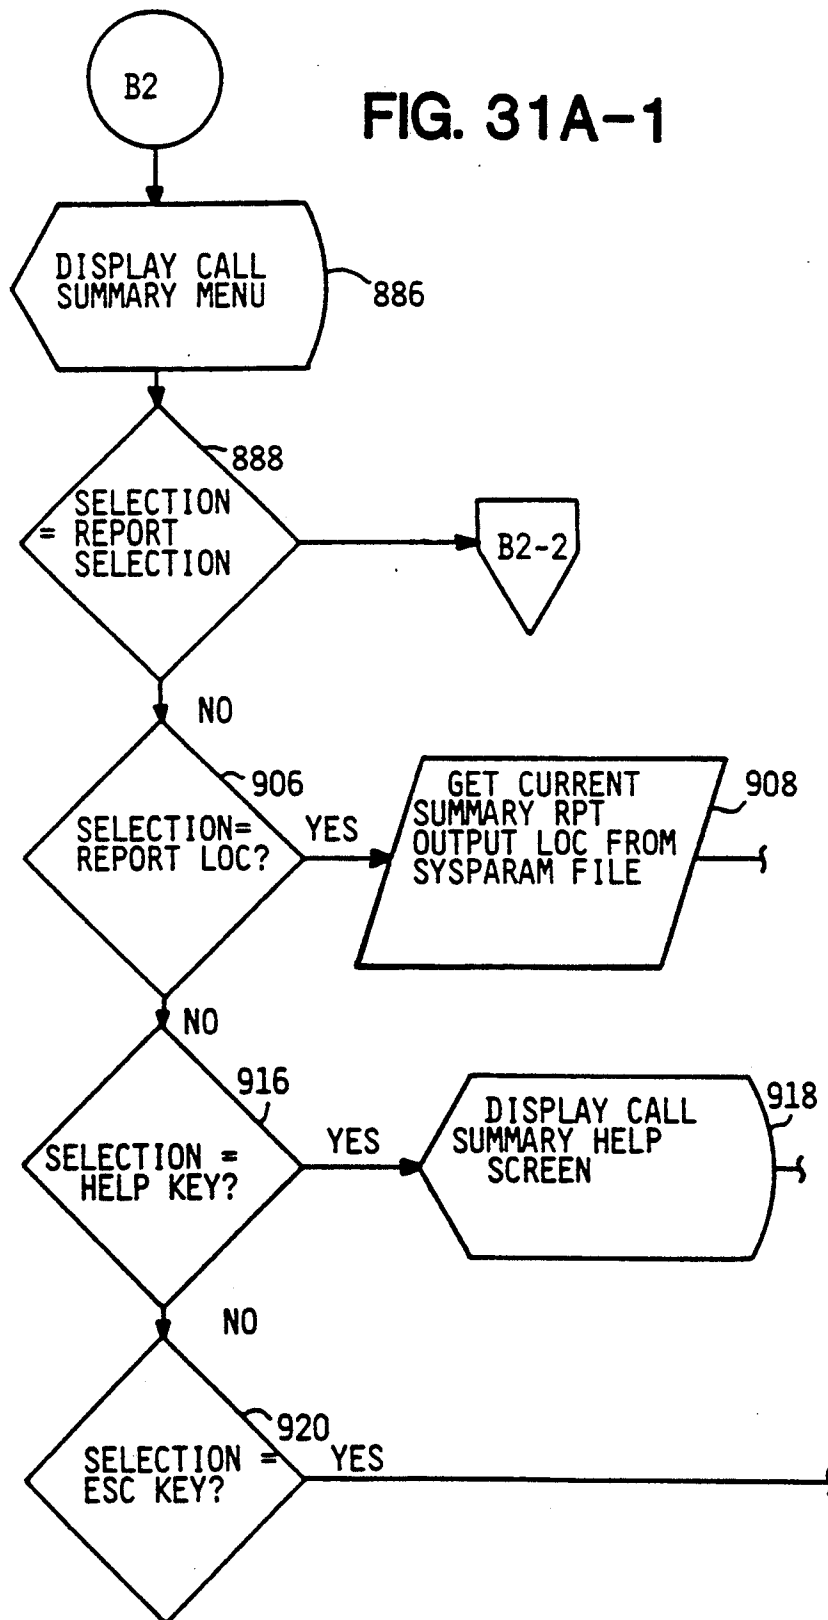 B2
FIG. 31A-1
DISPLAY CALL
SUMMARY MENU
886
888
SELECTION
= REPORT
SELECTION
B2-2
NO
906
SELECTION=
REPORT LOC?
YES
GET CURRENT
SUMMARY RPT
OUTPUT LOC FROM
SYSPARAM FILE
908
NO
916
SELECTION =
HELP KEY?
YES
DISPLAY CALL
SUMMARY HELP
SCREEN
918
NO
920
SELECTION =
ESC KEY?
YES